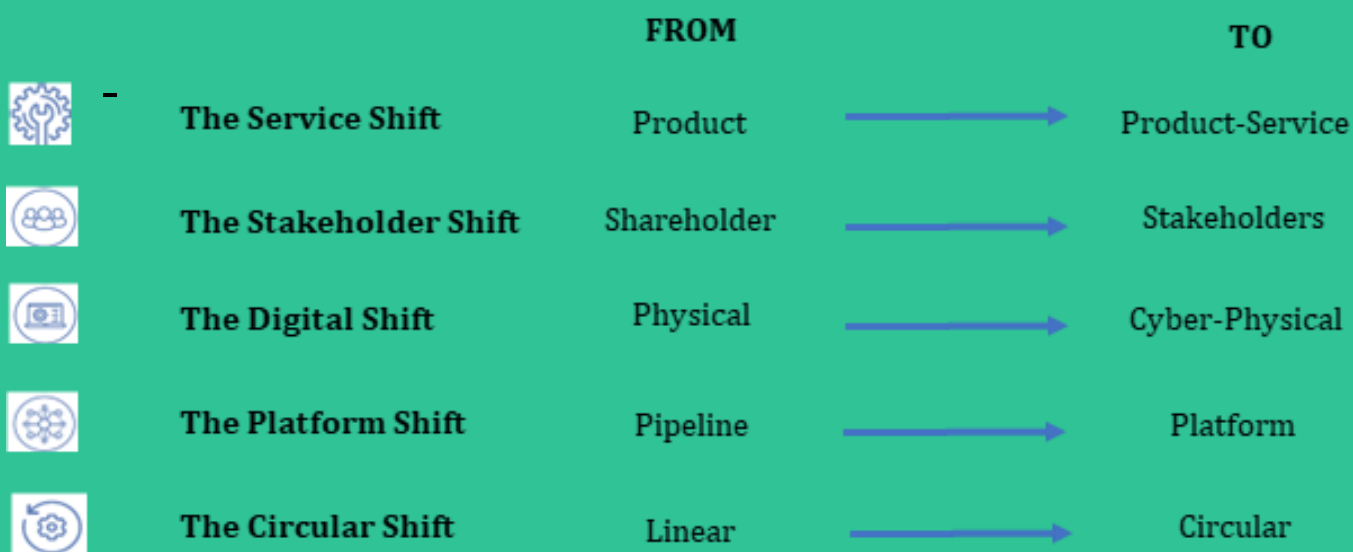 FROM TO
The Service Shift Product Product-Service
The Stakeholder Shift Shareholder Stakeholders
The Digital Shift Physical Cyber-Physical
The Platform Shift Pipeline Platform
The Circular Shift Linear Circular